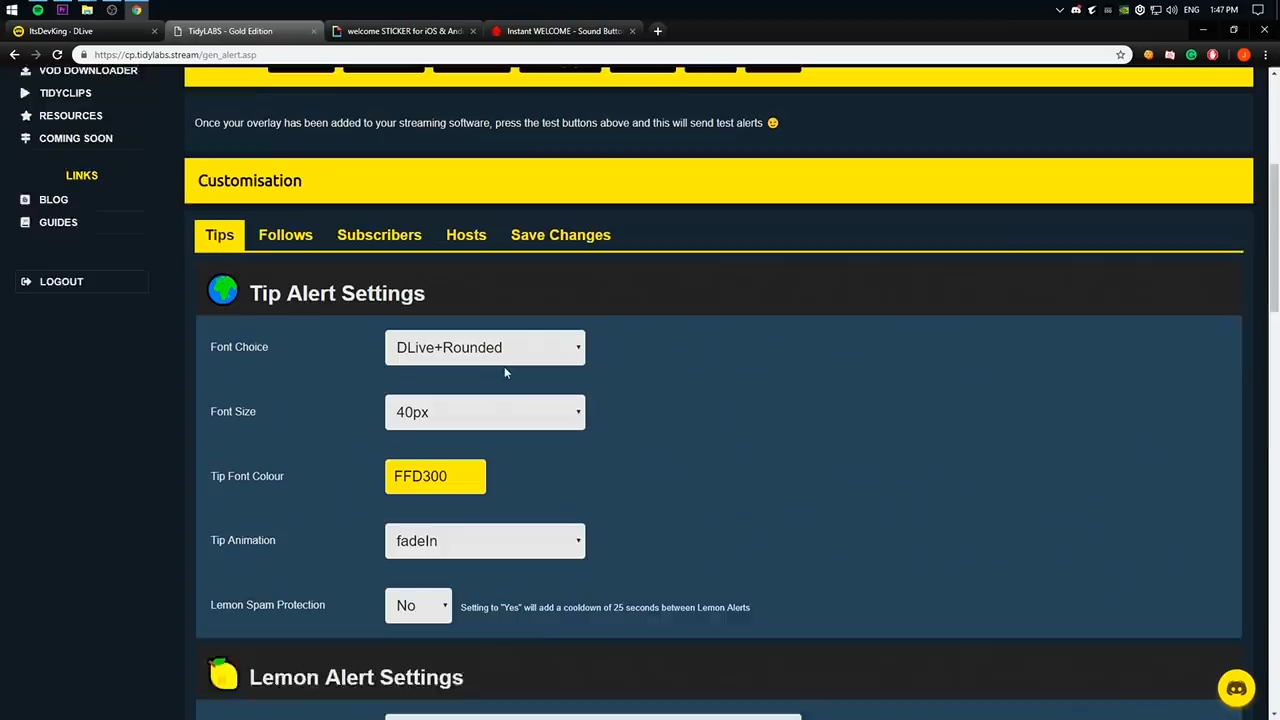 ENG 1:47 PM
ItsDevKing · DLive
TidyLABS - Gold Edition
welcome STICKER for iOS & And
Instant WELCOME - Sound Butto
https://cp.tidylabs.stream/gen_alert.asp
VOD DOWNLOADER
TIDYCLIPS
RESOURCES
COMING SOON
LINKS
BLOG
GUIDES
LOGOUT
Once your overlay has been added to your streaming software, press the test buttons above and this will send test alerts 😉
Customisation
Tips Follows Subscribers Hosts Save Changes
Tip Alert Settings
Font Choice DLive+Rounded
Font Size 40px
Tip Font Colour FFD300
Tip Animation fadeIn
Lemon Spam Protection No Setting to "Yes" will add a cooldown of 25 seconds between Lemon Alerts
Lemon Alert Settings